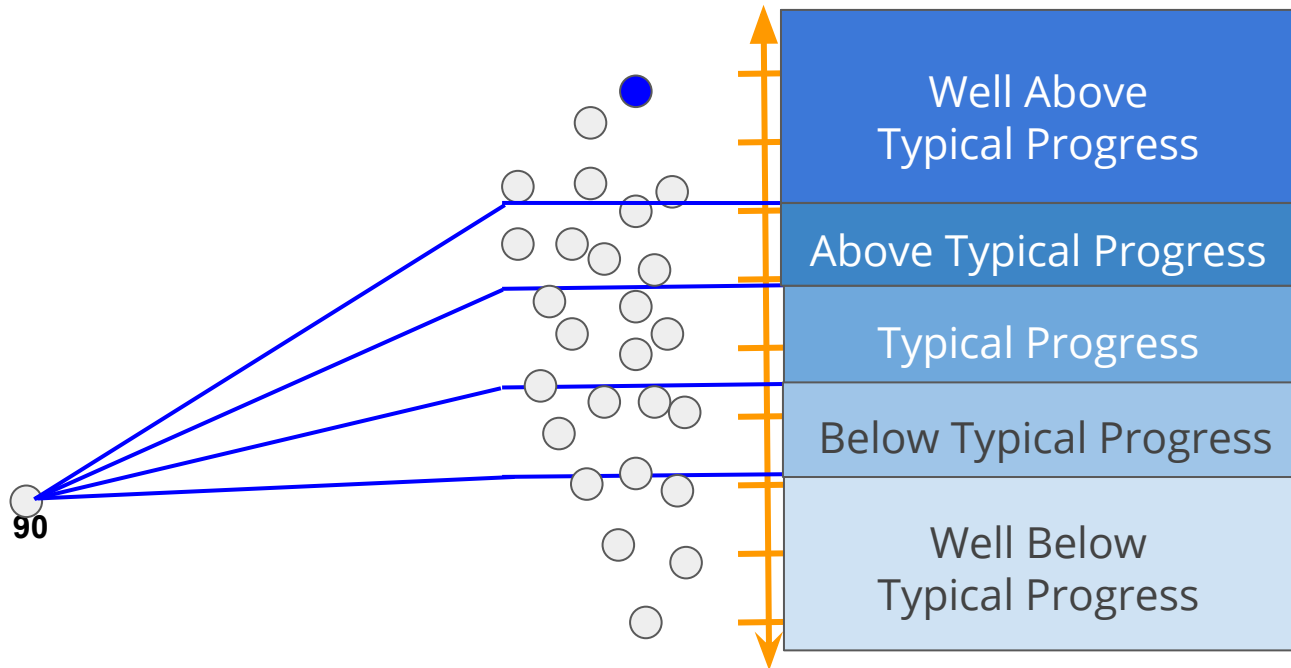 Well Above
Typical Progress
Above Typical Progress
Typical Progress
Below Typical Progress
Well Below
Typical Progress
90